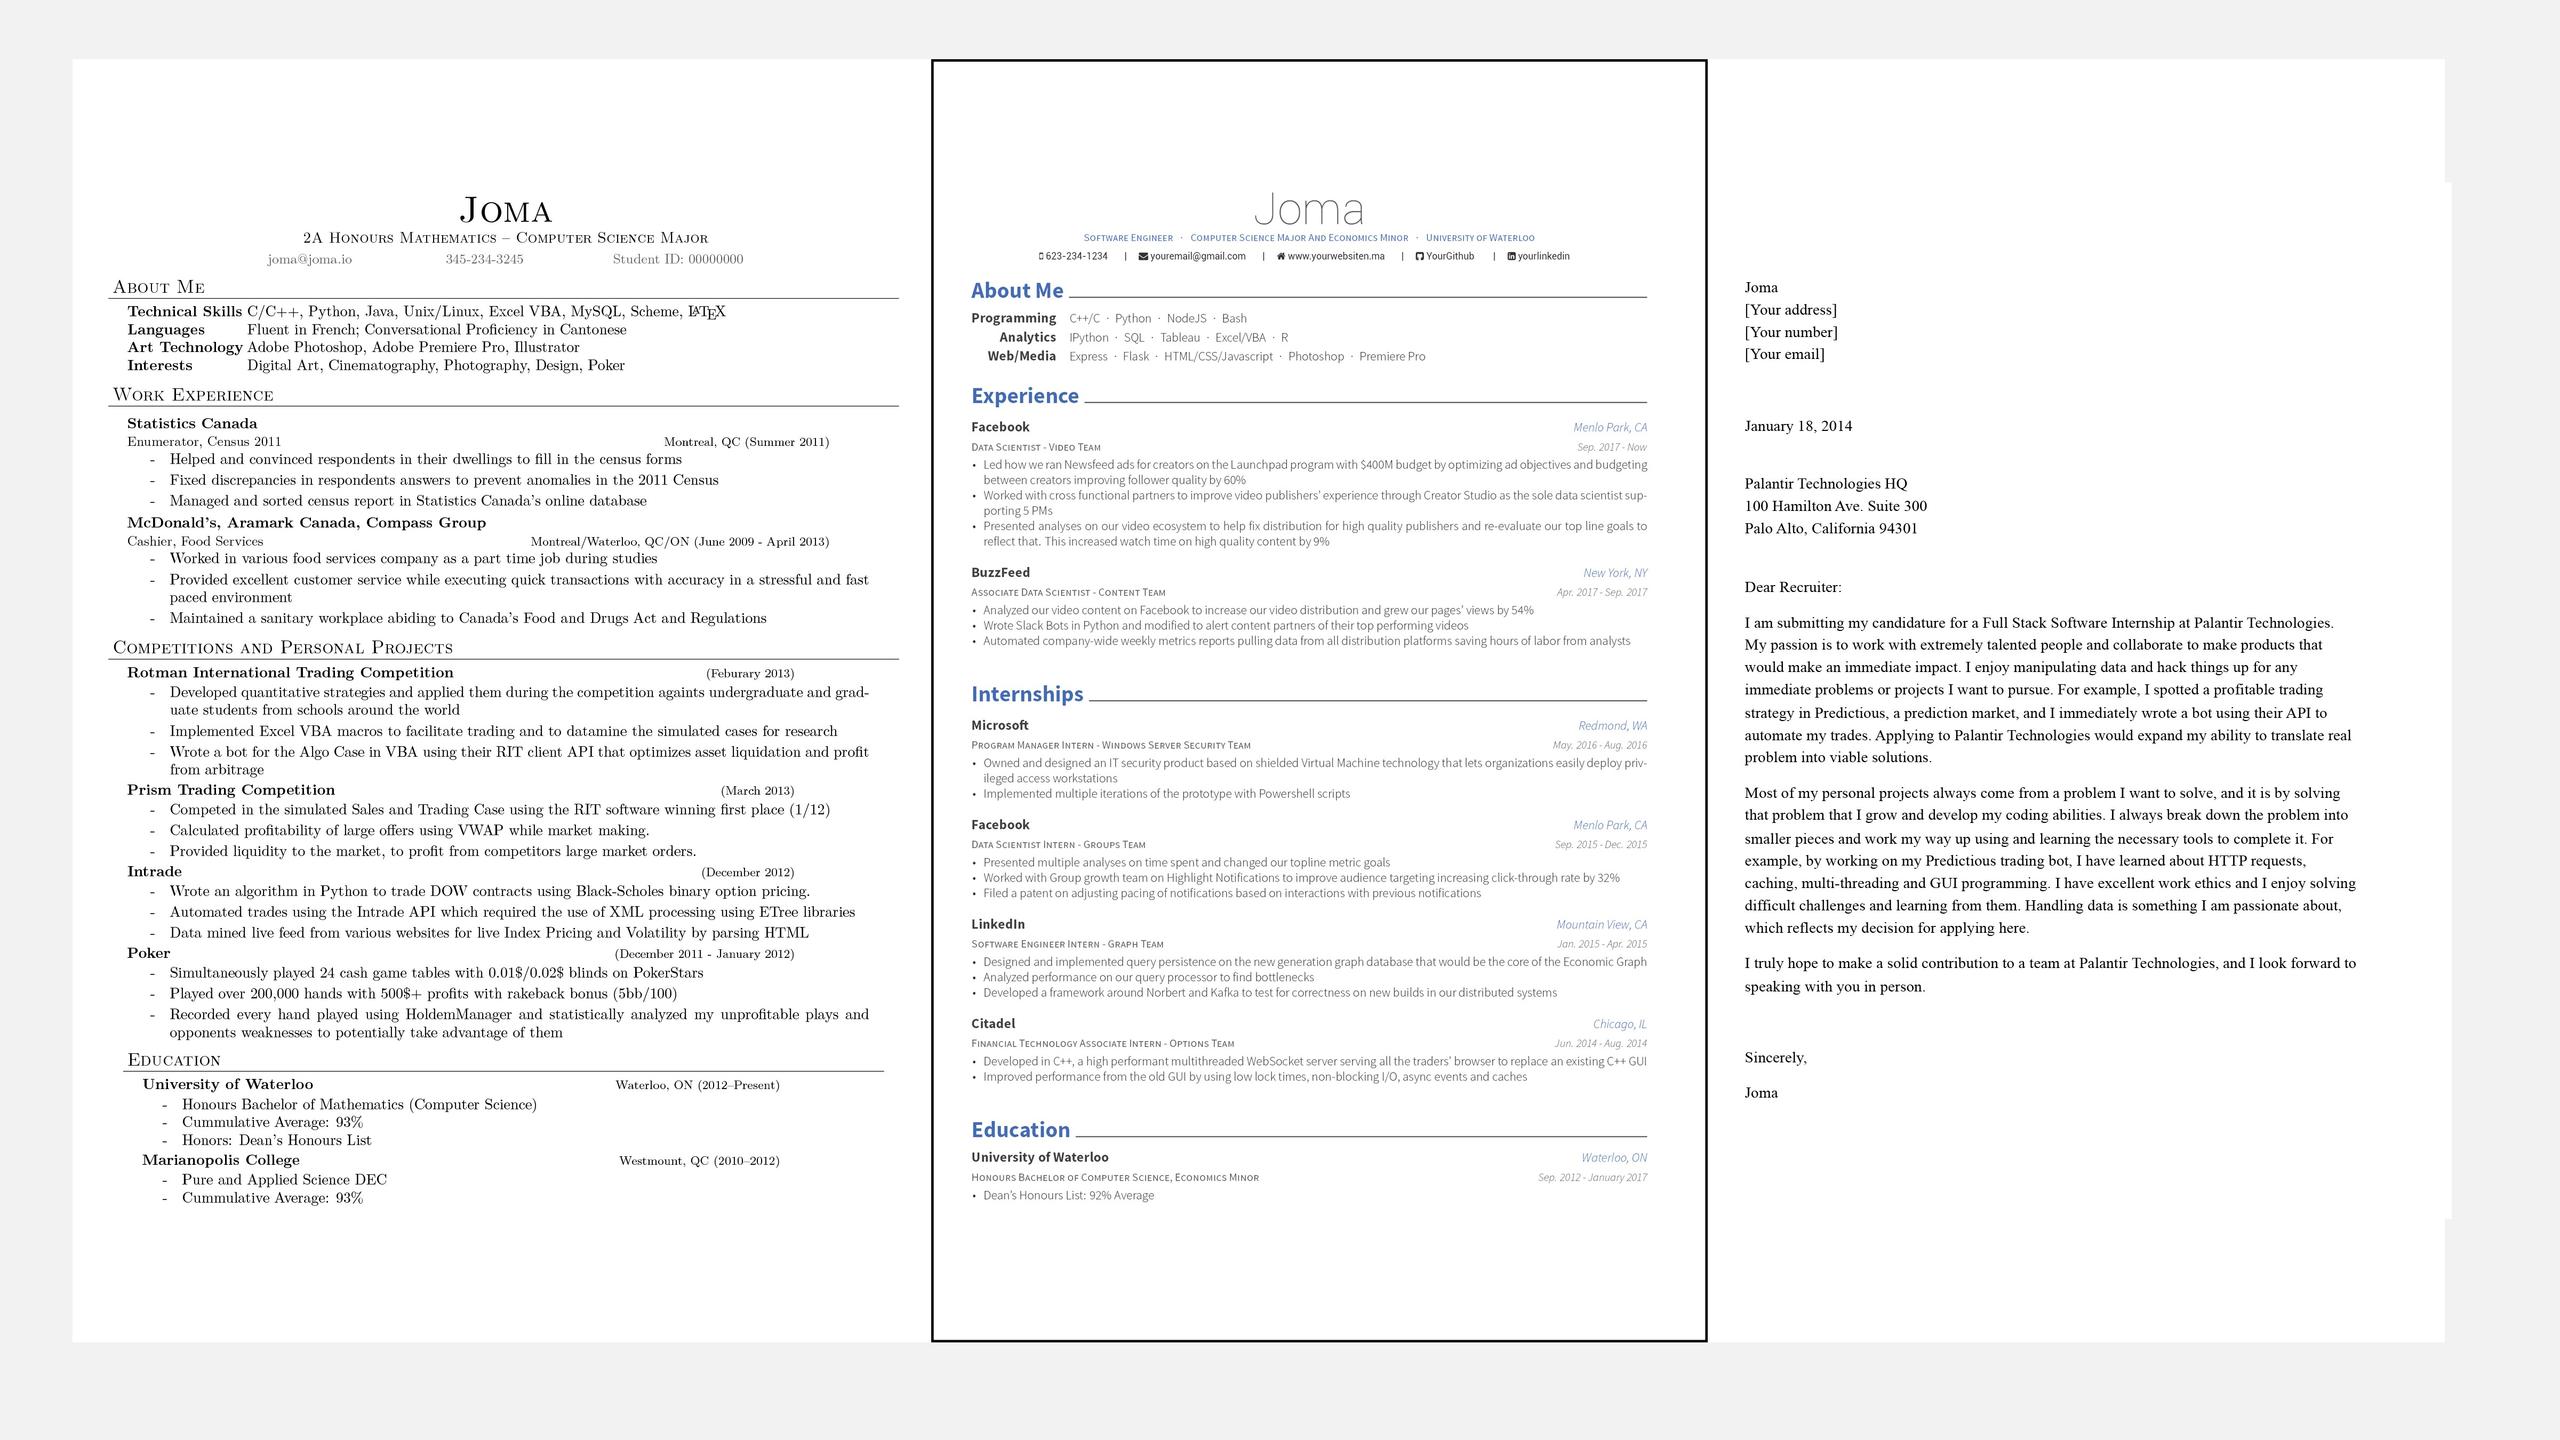 JOMA
2A HONOURS MATHEMATICS – COMPUTER SCIENCE MAJOR
joma@joma.io 345-234-3245 Student ID: 00000000
ABOUT ME
Technical Skills C/C++, Python, Java, Unix/Linux, Excel VBA, MySQL, Scheme, LATEX
Languages Fluent in French; Conversational Proficiency in Cantonese
Art Technology Adobe Photoshop, Adobe Premiere Pro, Illustrator
Interests Digital Art, Cinematography, Photography, Design, Poker
WORK EXPERIENCE
Statistics Canada
Enumerator, Census 2011 Montreal, QC (Summer 2011)
- Helped and convinced respondents in their dwellings to fill in the census forms
- Fixed discrepancies in respondents answers to prevent anomalies in the 2011 Census
- Managed and sorted census report in Statistics Canada's online database
McDonald's, Aramark Canada, Compass Group
Cashier, Food Services Montreal/Waterloo, QC/ON (June 2009 - April 2013)
- Worked in various food services company as a part time job during studies
- Provided excellent customer service while executing quick transactions with accuracy in a stressful and fast
paced environment
- Maintained a sanitary workplace abiding to Canada's Food and Drugs Act and Regulations
COMPETITIONS AND PERSONAL PROJECTS
Rotman International Trading Competition (Feburary 2013)
- Developed quantitative strategies and applied them during the competition againts undergraduate and grad-
uate students from schools around the world
- Implemented Excel VBA macros to facilitate trading and to datamine the simulated cases for research
- Wrote a bot for the Algo Case in VBA using their RIT client API that optimizes asset liquidation and profit
from arbitrage
Prism Trading Competition (March 2013)
- Competed in the simulated Sales and Trading Case using the RIT software winning first place (1/12)
- Calculated profitability of large offers using VWAP while market making.
- Provided liquidity to the market, to profit from competitors large market orders.
Intrade (December 2012)
- Wrote an algorithm in Python to trade DOW contracts using Black-Scholes binary option pricing.
- Automated trades using the Intrade API which required the use of XML processing using ETree libraries
- Data mined live feed from various websites for live Index Pricing and Volatility by parsing HTML
Poker (December 2011 - January 2012)
- Simultaneously played 24 cash game tables with 0.01$/0.02$ blinds on PokerStars
- Played over 200,000 hands with 500$+ profits with rakeback bonus (5bb/100)
- Recorded every hand played using HoldemManager and statistically analyzed my unprofitable plays and
opponents weaknesses to potentially take advantage of them
EDUCATION
University of Waterloo Waterloo, ON (2012–Present)
- Honours Bachelor of Mathematics (Computer Science)
- Cummulative Average: 93%
- Honors: Dean's Honours List
Marianopolis College Westmount, QC (2010–2012)
- Pure and Applied Science DEC
- Cummulative Average: 93%
Joma
SOFTWARE ENGINEER · COMPUTER SCIENCE MAJOR AND ECONOMICS MINOR · UNIVERSITY OF WATERLOO
623-234-1234 | youremail@gmail.com | www.yourwebsiten.ma | YourGithub | yourlinkedin
About Me
Programming C++/C · Python · NodeJS · Bash
Analytics IPython · SQL · Tableau · Excel/VBA · R
Web/Media Express · Flask · HTML/CSS/Javascript · Photoshop · Premiere Pro
Experience
Facebook Menlo Park, CA
DATA SCIENTIST - VIDEO TEAM Sep. 2017 - Now
• Led how we ran Newsfeed ads for creators on the Launchpad program with $400M budget by optimizing ad objectives and budgeting
between creators improving follower quality by 60%
• Worked with cross functional partners to improve video publishers' experience through Creator Studio as the sole data scientist sup-
porting 5 PMs
• Presented analyses on our video ecosystem to help fix distribution for high quality publishers and re-evaluate our top line goals to
reflect that. This increased watch time on high quality content by 9%
BuzzFeed New York, NY
ASSOCIATE DATA SCIENTIST - CONTENT TEAM Apr. 2017 - Sep. 2017
• Analyzed our video content on Facebook to increase our video distribution and grew our pages' views by 54%
• Wrote Slack Bots in Python and modified to alert content partners of their top performing videos
• Automated company-wide weekly metrics reports pulling data from all distribution platforms saving hours of labor from analysts
Internships
Microsoft Redmond, WA
PROGRAM MANAGER INTERN - WINDOWS SERVER SECURITY TEAM May. 2016 - Aug. 2016
• Owned and designed an IT security product based on shielded Virtual Machine technology that lets organizations easily deploy priv-
ileged access workstations
• Implemented multiple iterations of the prototype with Powershell scripts
Facebook Menlo Park, CA
DATA SCIENTIST INTERN - GROUPS TEAM Sep. 2015 - Dec. 2015
• Presented multiple analyses on time spent and changed our topline metric goals
• Worked with Group growth team on Highlight Notifications to improve audience targeting increasing click-through rate by 32%
• Filed a patent on adjusting pacing of notifications based on interactions with previous notifications
LinkedIn Mountain View, CA
SOFTWARE ENGINEER INTERN - GRAPH TEAM Jan. 2015 - Apr. 2015
• Designed and implemented query persistence on the new generation graph database that would be the core of the Economic Graph
• Analyzed performance on our query processor to find bottlenecks
• Developed a framework around Norbert and Kafka to test for correctness on new builds in our distributed systems
Citadel Chicago, IL
FINANCIAL TECHNOLOGY ASSOCIATE INTERN - OPTIONS TEAM Jun. 2014 - Aug. 2014
• Developed in C++, a high performant multithreaded WebSocket server serving all the traders' browser to replace an existing C++ GUI
• Improved performance from the old GUI by using low lock times, non-blocking I/O, async events and caches
Education
University of Waterloo Waterloo, ON
HONOURS BACHELOR OF COMPUTER SCIENCE, ECONOMICS MINOR Sep. 2012 - January 2017
• Dean's Honours List: 92% Average
Joma
[Your address]
[Your number]
[Your email]
January 18, 2014
Palantir Technologies HQ
100 Hamilton Ave. Suite 300
Palo Alto, California 94301
Dear Recruiter:
I am submitting my candidature for a Full Stack Software Internship at Palantir Technologies.
My passion is to work with extremely talented people and collaborate to make products that
would make an immediate impact. I enjoy manipulating data and hack things up for any
immediate problems or projects I want to pursue. For example, I spotted a profitable trading
strategy in Predictious, a prediction market, and I immediately wrote a bot using their API to
automate my trades. Applying to Palantir Technologies would expand my ability to translate real
problem into viable solutions.
Most of my personal projects always come from a problem I want to solve, and it is by solving
that problem that I grow and develop my coding abilities. I always break down the problem into
smaller pieces and work my way up using and learning the necessary tools to complete it. For
example, by working on my Predictious trading bot, I have learned about HTTP requests,
caching, multi-threading and GUI programming. I have excellent work ethics and I enjoy solving
difficult challenges and learning from them. Handling data is something I am passionate about,
which reflects my decision for applying here.
I truly hope to make a solid contribution to a team at Palantir Technologies, and I look forward to
speaking with you in person.
Sincerely,
Joma